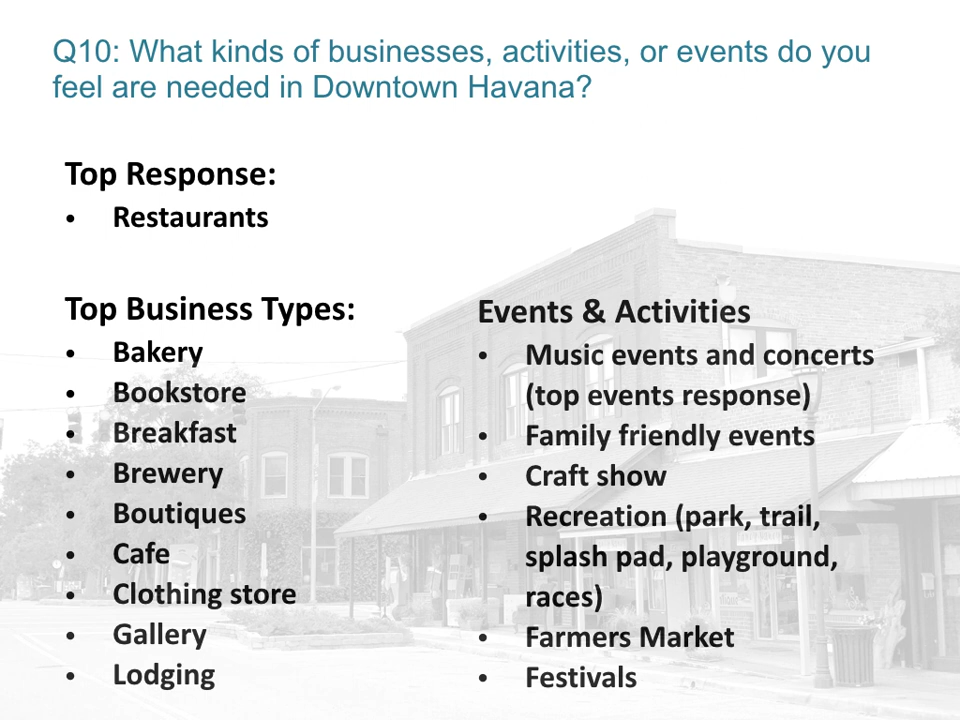 Q10: What kinds of businesses, activities, or events do you
feel are needed in Downtown Havana?
Top Response:
• Restaurants
Top Business Types:
• Bakery
• Bookstore
• Breakfast
• Brewery
• Boutiques
• Cafe
• Clothing store
• Gallery
• Lodging
Events & Activities
• Music events and concerts
(top events response)
• Family friendly events
• Craft show
• Recreation (park, trail,
splash pad, playground,
races)
• Farmers Market
• Festivals